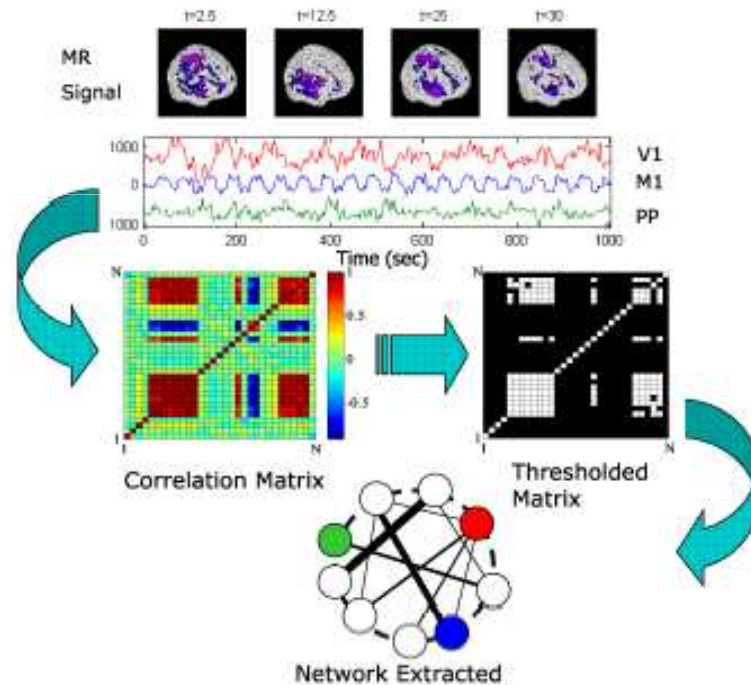 t=2.5 t=12.5 t=25 t=30
MR
Signal
1000
0
1000
V1
M1
PP
0 200 400 600 800 1000
Time (sec)
N
1
1 N
1
0.5
0
-0.5
Correlation Matrix
N
1
1 N
Thresholded
Matrix
Network Extracted